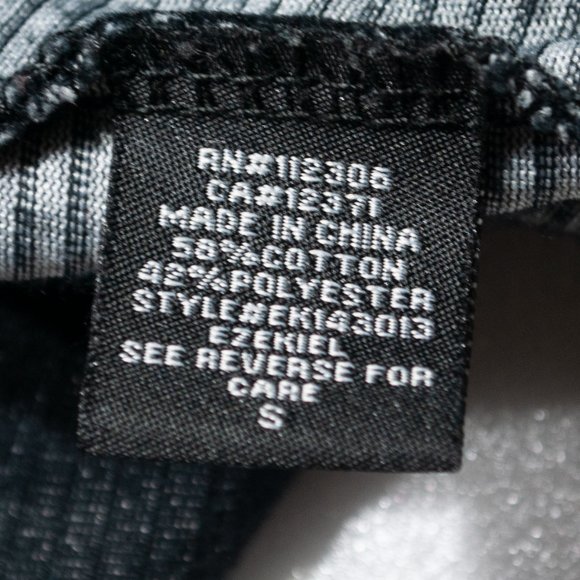 RN#112306
CA#12371
MADE IN CHINA
58%COTTON
42%POLYESTER
STYLE#EK143013
EZEKIEL
SEE REVERSE FOR
CARE
S